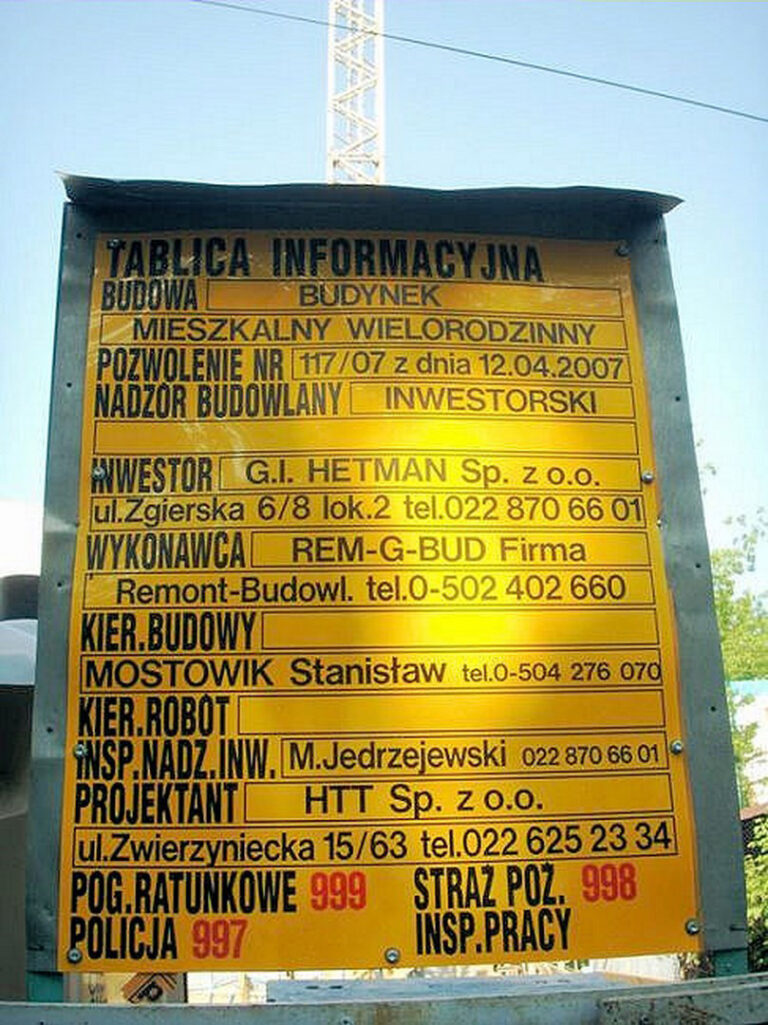 TABLICA INFORMACYJNA
BUDOWA BUDYNEK
MIESZKALNY WIELORODZINNY
POZWOLENIE NR 117/07 z dnia 12.04.2007
NADZÓR BUDOWLANY INWESTORSKI
INWESTOR G.I. HETMAN Sp. z o.o.
ul.Zgierska 6/8 lok.2 tel.022 870 66 01
WYKONAWCA REM-G-BUD Firma
Remont-Budowl. tel.0-502 402 660
KIER.BUDOWY
MOSTOWIK Stanisław tel.0-504 276 070
KIER.ROBÓT
INSP.NADZ.INW. M.Jedrzejewski 022 870 66 01
PROJEKTANT HTT Sp. z o.o.
ul.Zwierzyniecka 15/63 tel.022 625 23 34
POG.RATUNKOWE 999 STRAŻ POŻ. 998
POLICJA 997 INSP.PRACY